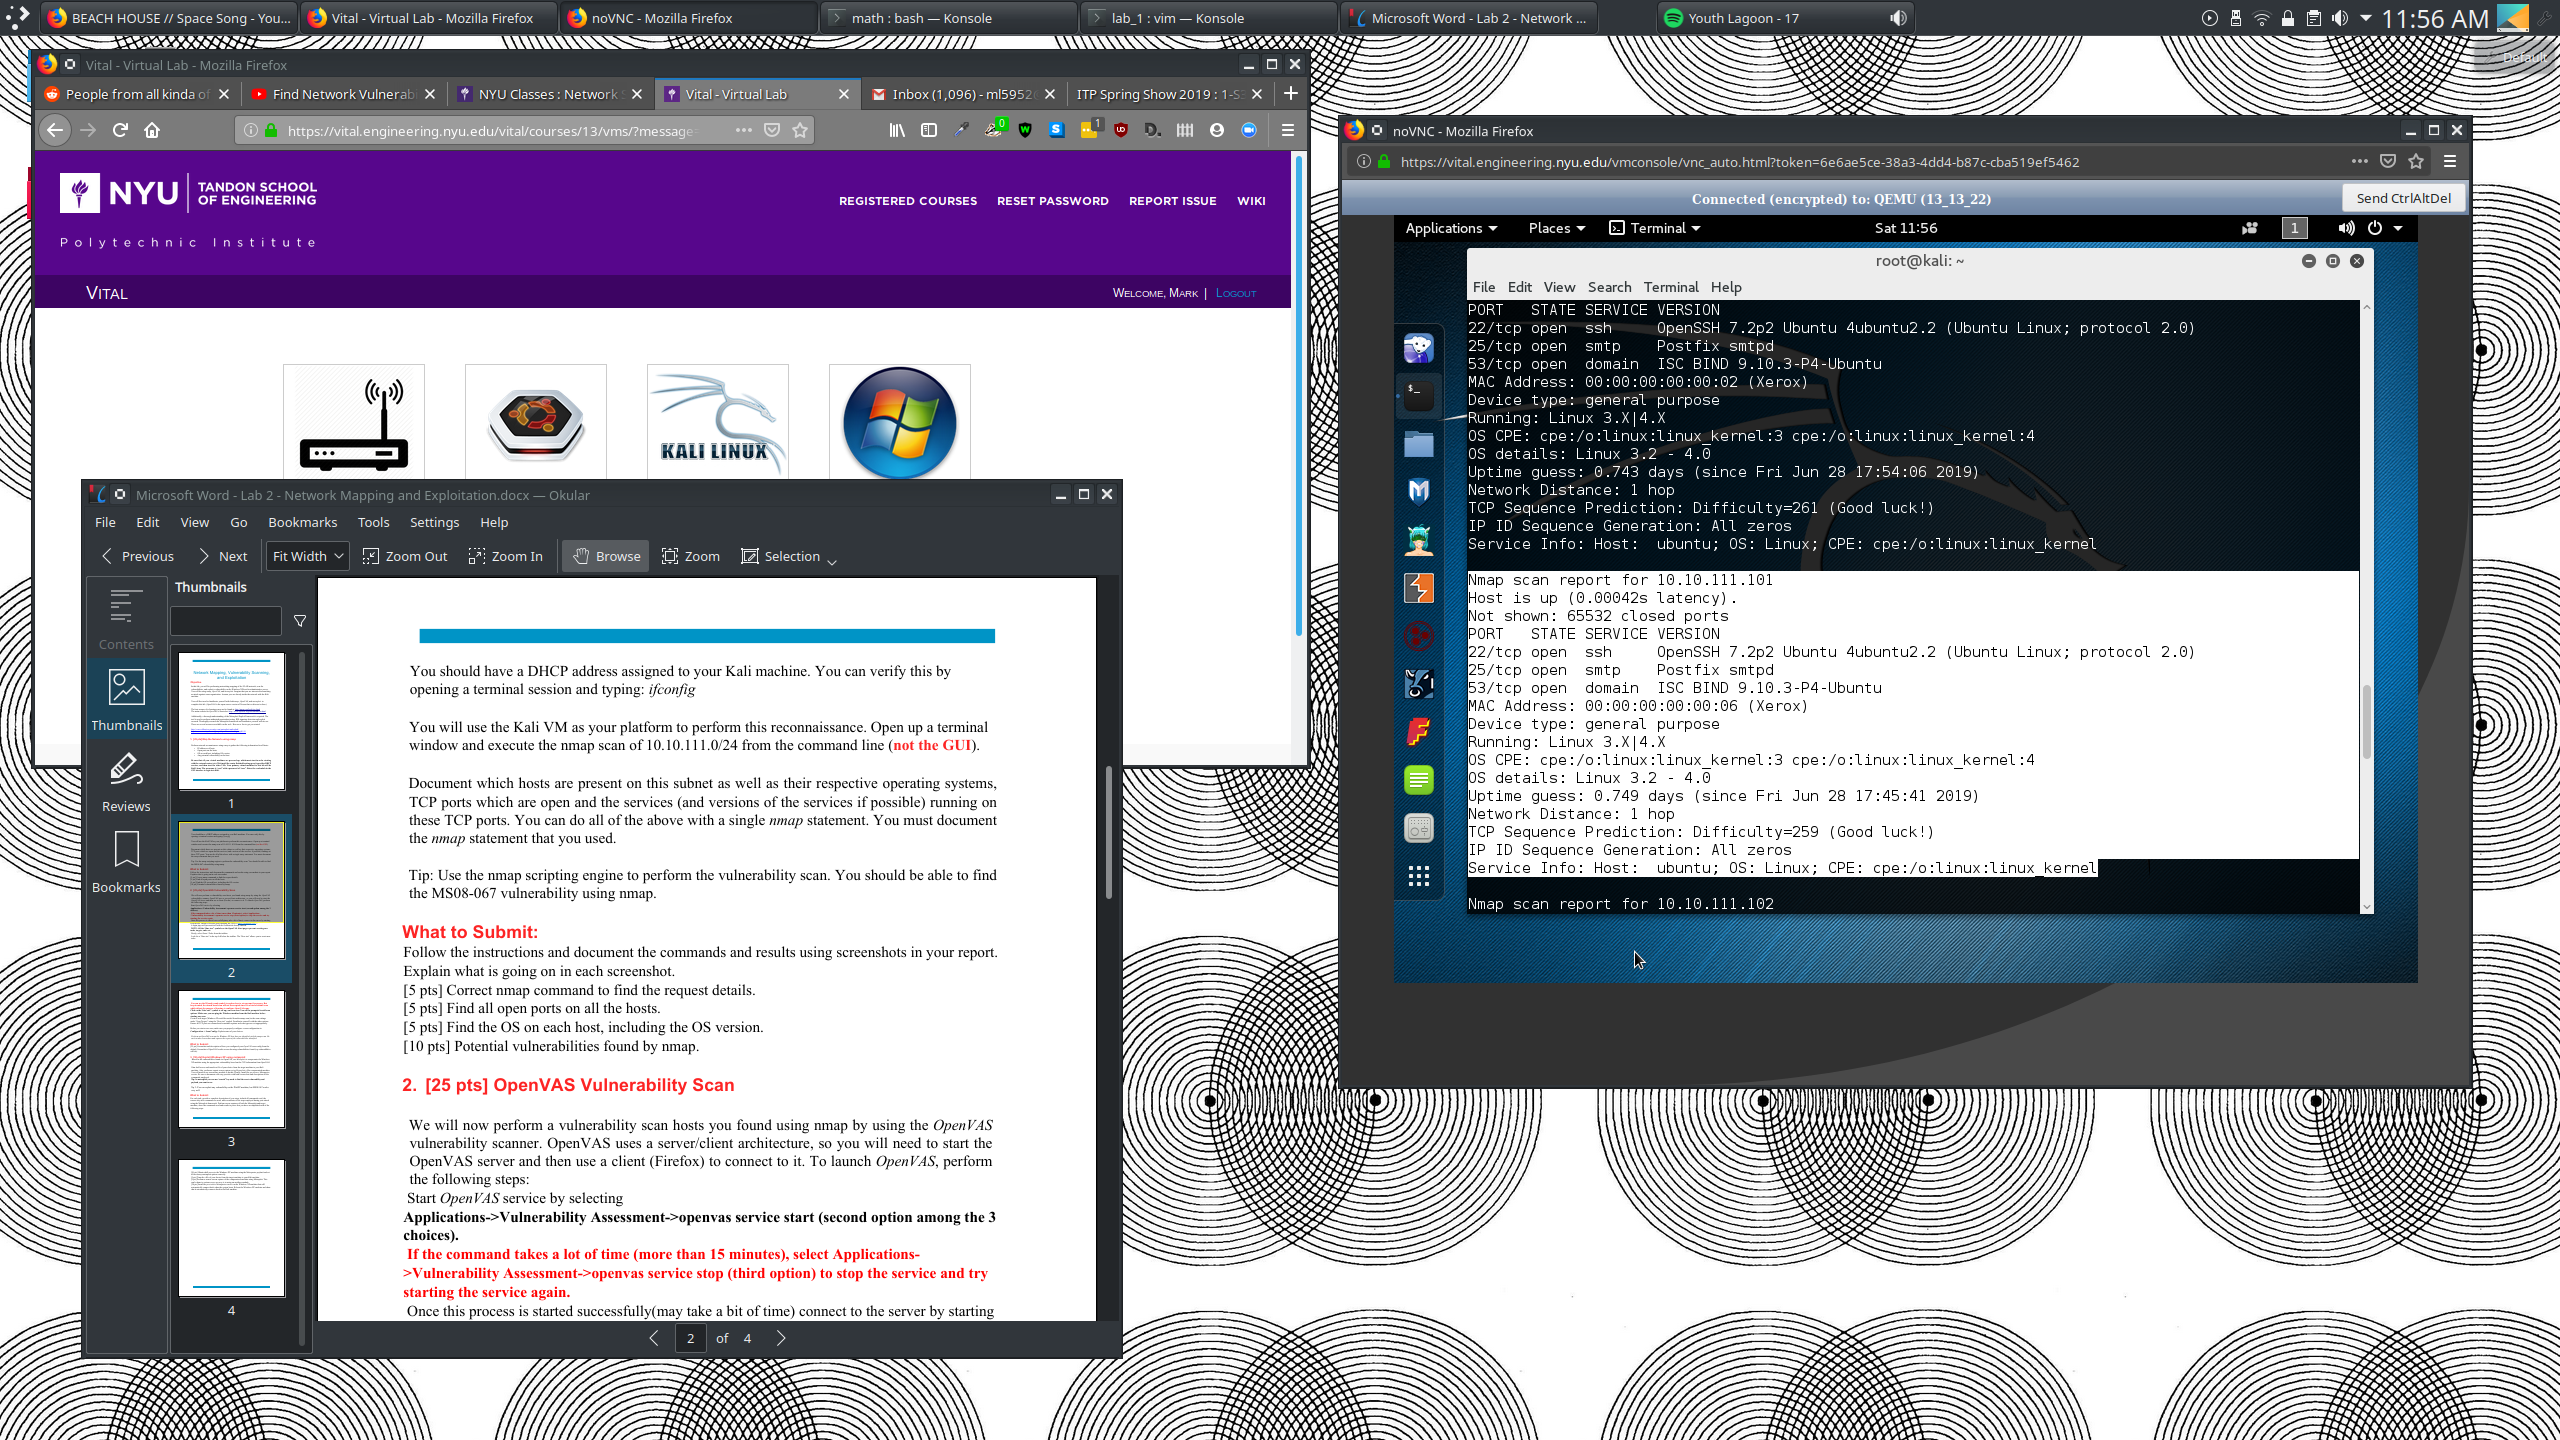 BEACH HOUSE // Space Song - You...
Vital - Virtual Lab - Mozilla Firefox
noVNC - Mozilla Firefox
math : bash — Konsole
lab_1 : vim — Konsole
Microsoft Word - Lab 2 - Network ...
Youth Lagoon - 17
11:56 AM
Default
Vital - Virtual Lab - Mozilla Firefox
People from all kinda of
Find Network Vulnerab
NYU Classes : Network S
Vital - Virtual Lab
Inbox (1,096) - ml5952
ITP Spring Show 2019 : 1-S
https://vital.engineering.nyu.edu/vital/courses/13/vms/?message=
0
1
NYU
TANDON SCHOOL
OF ENGINEERING
Polytechnic Institute
REGISTERED COURSES
RESET PASSWORD
REPORT ISSUE
WIKI
VITAL
WELCOME, MARK |
LOGOUT
KALI LINUX
Microsoft Word - Lab 2 - Network Mapping and Exploitation.docx — Okular
File
Edit
View
Go
Bookmarks
Tools
Settings
Help
Previous
Next
Fit Width
Zoom Out
Zoom In
Browse
Zoom
Selection
Thumbnails
Contents
Thumbnails
Reviews
Bookmarks
1
2
3
4
You should have a DHCP address assigned to your Kali machine. You can verify this by
opening a terminal session and typing: ifconfig
You will use the Kali VM as your platform to perform this reconnaissance. Open up a terminal
window and execute the nmap scan of 10.10.111.0/24 from the command line (not the GUI).
Document which hosts are present on this subnet as well as their respective operating systems,
TCP ports which are open and the services (and versions of the services if possible) running on
these TCP ports. You can do all of the above with a single nmap statement. You must document
the nmap statement that you used.
Tip: Use the nmap scripting engine to perform the vulnerability scan. You should be able to find
the MS08-067 vulnerability using nmap.
What to Submit:
Follow the instructions and document the commands and results using screenshots in your report.
Explain what is going on in each screenshot.
[5 pts] Correct nmap command to find the request details.
[5 pts] Find all open ports on all the hosts.
[5 pts] Find the OS on each host, including the OS version.
[10 pts] Potential vulnerabilities found by nmap.
2. [25 pts] OpenVAS Vulnerability Scan
We will now perform a vulnerability scan hosts you found using nmap by using the OpenVAS
vulnerability scanner. OpenVAS uses a server/client architecture, so you will need to start the
OpenVAS server and then use a client (Firefox) to connect to it. To launch OpenVAS, perform
the following steps:
Start OpenVAS service by selecting
Applications->Vulnerability Assessment->openvas service start (second option among the 3
choices).
If the command takes a lot of time (more than 15 minutes), select Applications-
>Vulnerability Assessment->openvas service stop (third option) to stop the service and try
starting the service again.
Once this process is started successfully(may take a bit of time) connect to the server by starting
2 of 4
noVNC - Mozilla Firefox
https://vital.engineering.nyu.edu/vmconsole/vnc_auto.html?token=6e6ae5ce-38a3-4dd4-b87c-cba519ef5462
Connected (encrypted) to: QEMU (13_13_22)
Send CtrlAltDel
Applications
Places
Terminal
Sat 11:56
1
root@kali: ~
File Edit View Search Terminal Help
PORT   STATE SERVICE VERSION
22/tcp open  ssh     OpenSSH 7.2p2 Ubuntu 4ubuntu2.2 (Ubuntu Linux; protocol 2.0)
25/tcp open  smtp    Postfix smtpd
53/tcp open  domain  ISC BIND 9.10.3-P4-Ubuntu
MAC Address: 00:00:00:00:00:02 (Xerox)
Device type: general purpose
Running: Linux 3.X|4.X
OS CPE: cpe:/o:linux:linux_kernel:3 cpe:/o:linux:linux_kernel:4
OS details: Linux 3.2 - 4.0
Uptime guess: 0.743 days (since Fri Jun 28 17:54:06 2019)
Network Distance: 1 hop
TCP Sequence Prediction: Difficulty=261 (Good luck!)
IP ID Sequence Generation: All zeros
Service Info: Host:  ubuntu; OS: Linux; CPE: cpe:/o:linux:linux_kernel
Nmap scan report for 10.10.111.101
Host is up (0.00042s latency).
Not shown: 65532 closed ports
PORT   STATE SERVICE VERSION
22/tcp open  ssh     OpenSSH 7.2p2 Ubuntu 4ubuntu2.2 (Ubuntu Linux; protocol 2.0)
25/tcp open  smtp    Postfix smtpd
53/tcp open  domain  ISC BIND 9.10.3-P4-Ubuntu
MAC Address: 00:00:00:00:00:06 (Xerox)
Device type: general purpose
Running: Linux 3.X|4.X
OS CPE: cpe:/o:linux:linux_kernel:3 cpe:/o:linux:linux_kernel:4
OS details: Linux 3.2 - 4.0
Uptime guess: 0.749 days (since Fri Jun 28 17:45:41 2019)
Network Distance: 1 hop
TCP Sequence Prediction: Difficulty=259 (Good luck!)
IP ID Sequence Generation: All zeros
Service Info: Host:  ubuntu; OS: Linux; CPE: cpe:/o:linux:linux_kernel
Nmap scan report for 10.10.111.102